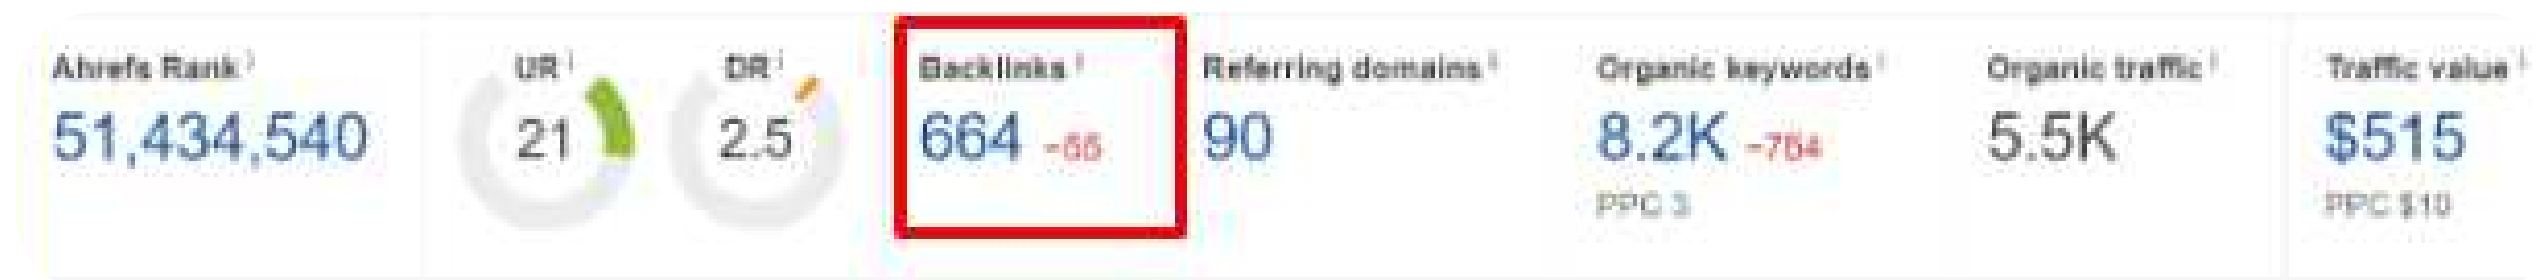 Ahrefs Rank
51,434,540
UR
21
DR
2.5
Backlinks
664
Referring domains
90
Organic keywords
8.2K
PPC 3
Organic traffic
5.5K
Traffic value
$515
PPC $10